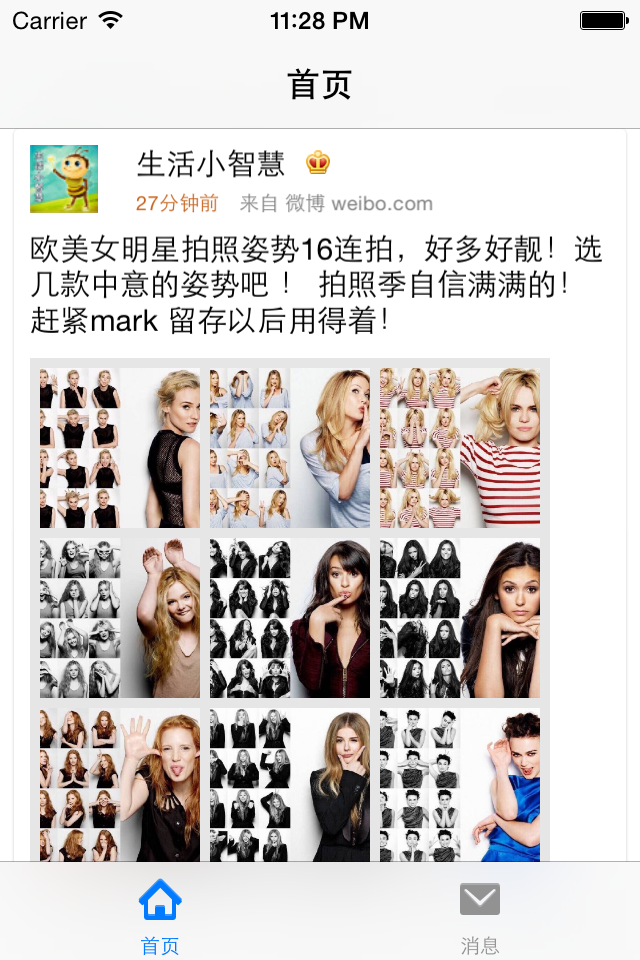 Carrier 11:28 PM
首页
生活小智慧
27分钟前 来自 微博 weibo.com
欧美女明星拍照姿势16连拍，好多好靓！选
几款中意的姿势吧 ！ 拍照季自信满满的！
赶紧mark 留存以后用得着！
首页 消息